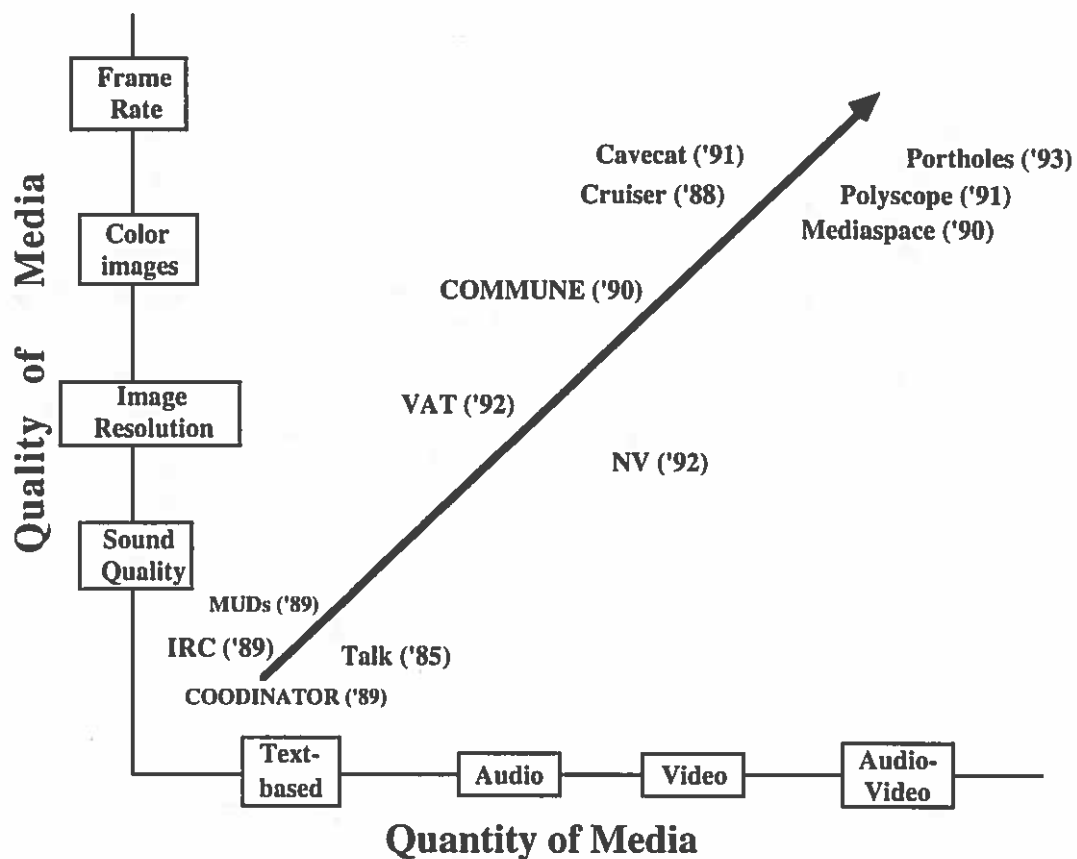 Frame
Rate
Cavecat ('91)
Portholes ('93)
Cruiser ('88)
Polyscope ('91)
Mediaspace ('90)
Color
images
COMMUNE ('90)
Quality of Media
Image
Resolution
VAT ('92)
NV ('92)
Sound
Quality
MUDs ('89)
IRC ('89)
Talk ('85)
COODINATOR ('89)
Text-
based
Audio
Video
Audio-
Video
Quantity of Media